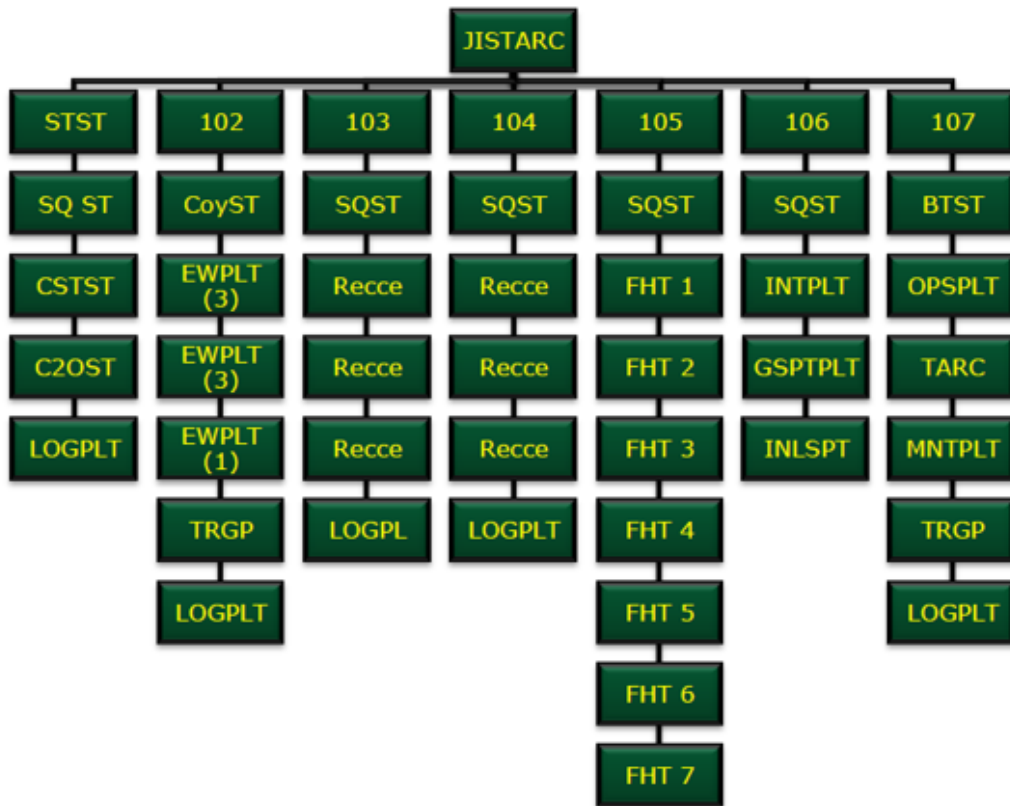 JISTARC
STST 102 103 104 105 106 107
SQ ST CoyST SQST SQST SQST SQST BTST
CSTST EWPLT (3) Recce Recce FHT 1 INTPLT OPSPLT
C2OST EWPLT (3) Recce Recce FHT 2 GSPTPLT TARC
LOGPLT EWPLT (1) Recce Recce FHT 3 INLSPT MNTPLT
TRGP LOGPL LOGPLT FHT 4 TRGP
LOGPLT FHT 5 LOGPLT
FHT 6
FHT 7